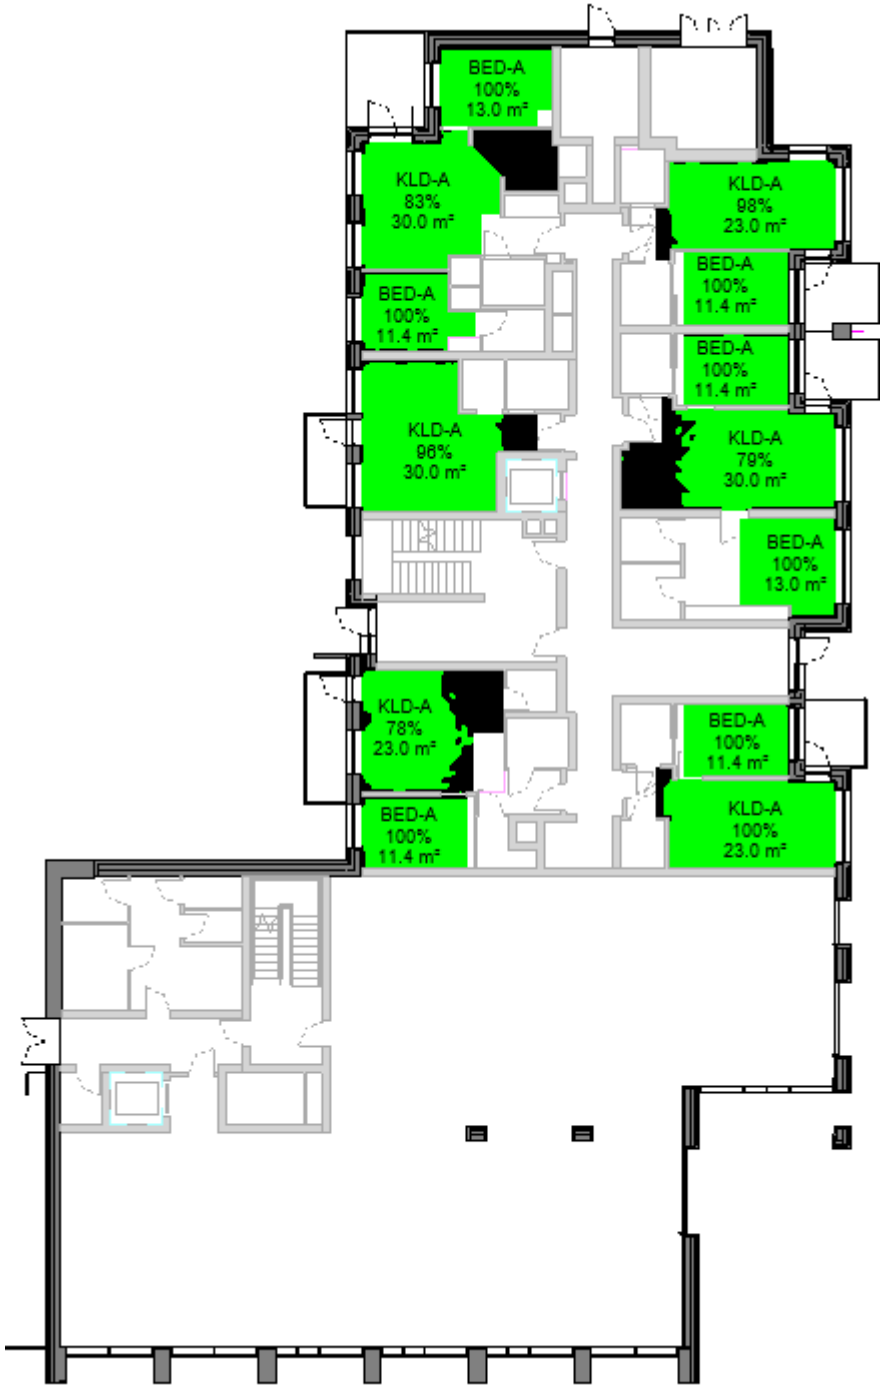 BED-A
100%
13.0 m²
KLD-A
83%
30.0 m²
KLD-A
98%
23.0 m²
BED-A
100%
11.4 m²
BED-A
100%
11.4 m²
BED-A
100%
11.4 m²
KLD-A
96%
30.0 m²
KLD-A
79%
30.0 m²
BED-A
100%
13.0 m²
KLD-A
78%
23.0 m²
BED-A
100%
11.4 m²
BED-A
100%
11.4 m²
KLD-A
100%
23.0 m²